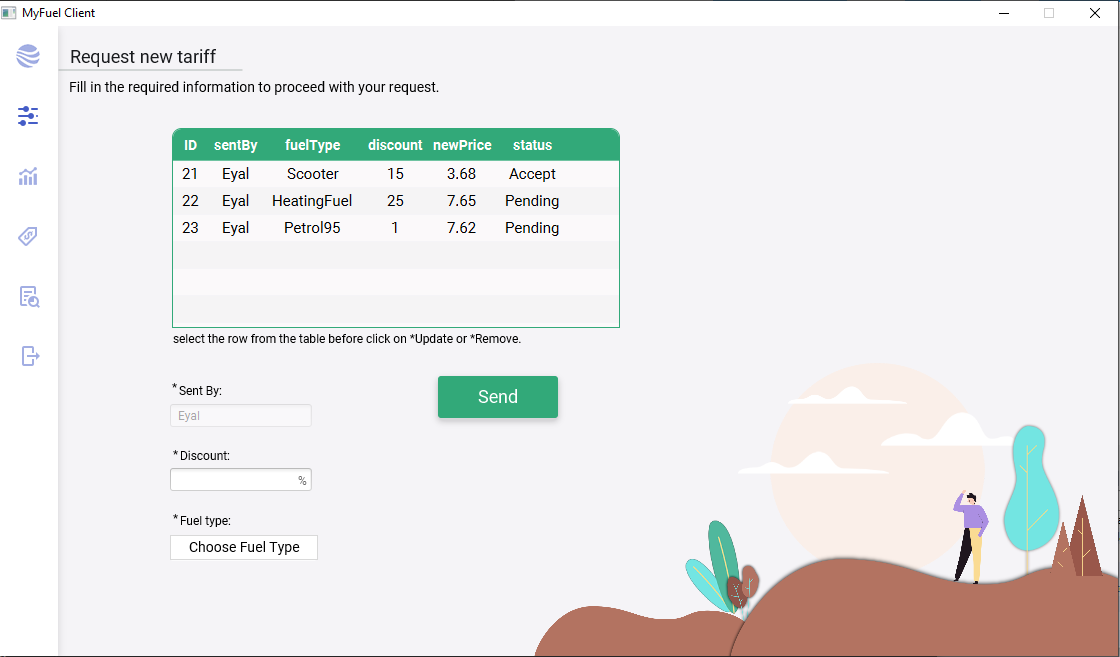 MyFuel Client
Request new tariff
Fill in the required information to proceed with your request.
ID sentBy fuelType discount newPrice status
21 Eyal Scooter 15 3.68 Accept
22 Eyal HeatingFuel 25 7.65 Pending
23 Eyal Petrol95 1 7.62 Pending
select the row from the table before click on *Update or *Remove.
* Sent By:
Eyal
Send
* Discount:
%
* Fuel type:
Choose Fuel Type